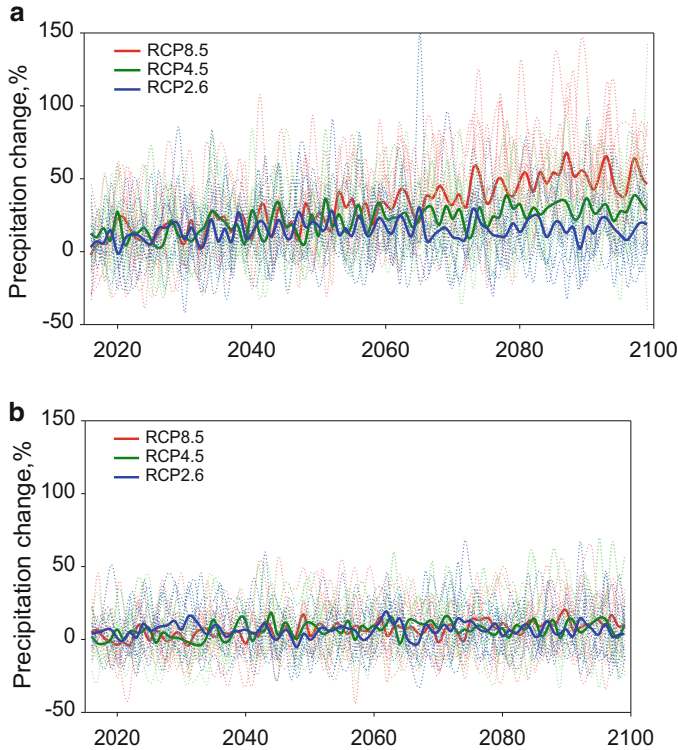 a
150
100
50
0
-50
Precpitation change,%
RCP8.5
RCP4.5
RCP2.6
2020 2040 2060 2080 2100
b
150
100
50
0
-50
Precipitation change,%
RCP8.5
RCP4.5
RCP2.6
2020 2040 2060 2080 2100